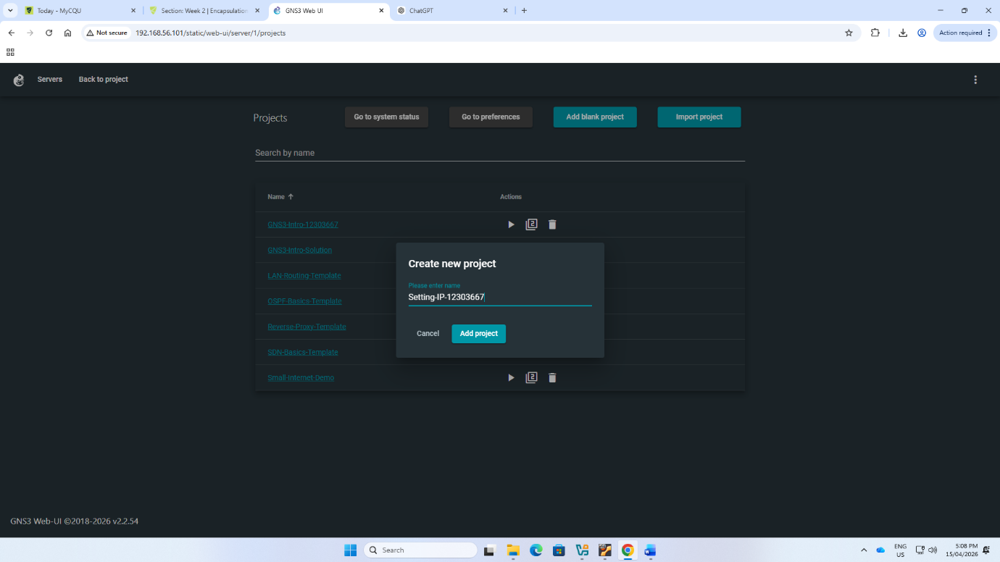 Today - MyCQU
Section: Week 2 | Encapsulation
GNS3 Web UI
ChatGPT
Not secure
192.168.56.101/static/web-ui/server/1/projects
Action required
Servers
Back to project
Projects
Go to system status
Go to preferences
Add blank project
Import project
Search by name
Name
Actions
GNS3-Intro-12303667
GNS3-Intro-Solution
LAN-Routing-Template
OSPF-Basics-Template
Reverse-Proxy-Template
SDN-Basics-Template
Small-Internet-Demo
Create new project
Please enter name
Setting-IP-12303667
Cancel
Add project
GNS3 Web-UI ©2018-2026 v2.2.54
Search
ENG
US
5:08 PM
15/04/2026